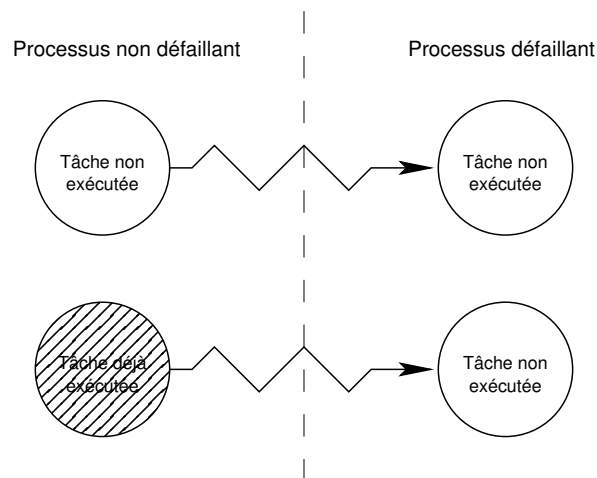 Processus non défaillant
Processus défaillant
Tâche non
exécutée
Tâche non
exécutée
Tâche déjà
exécutée
Tâche non
exécutée